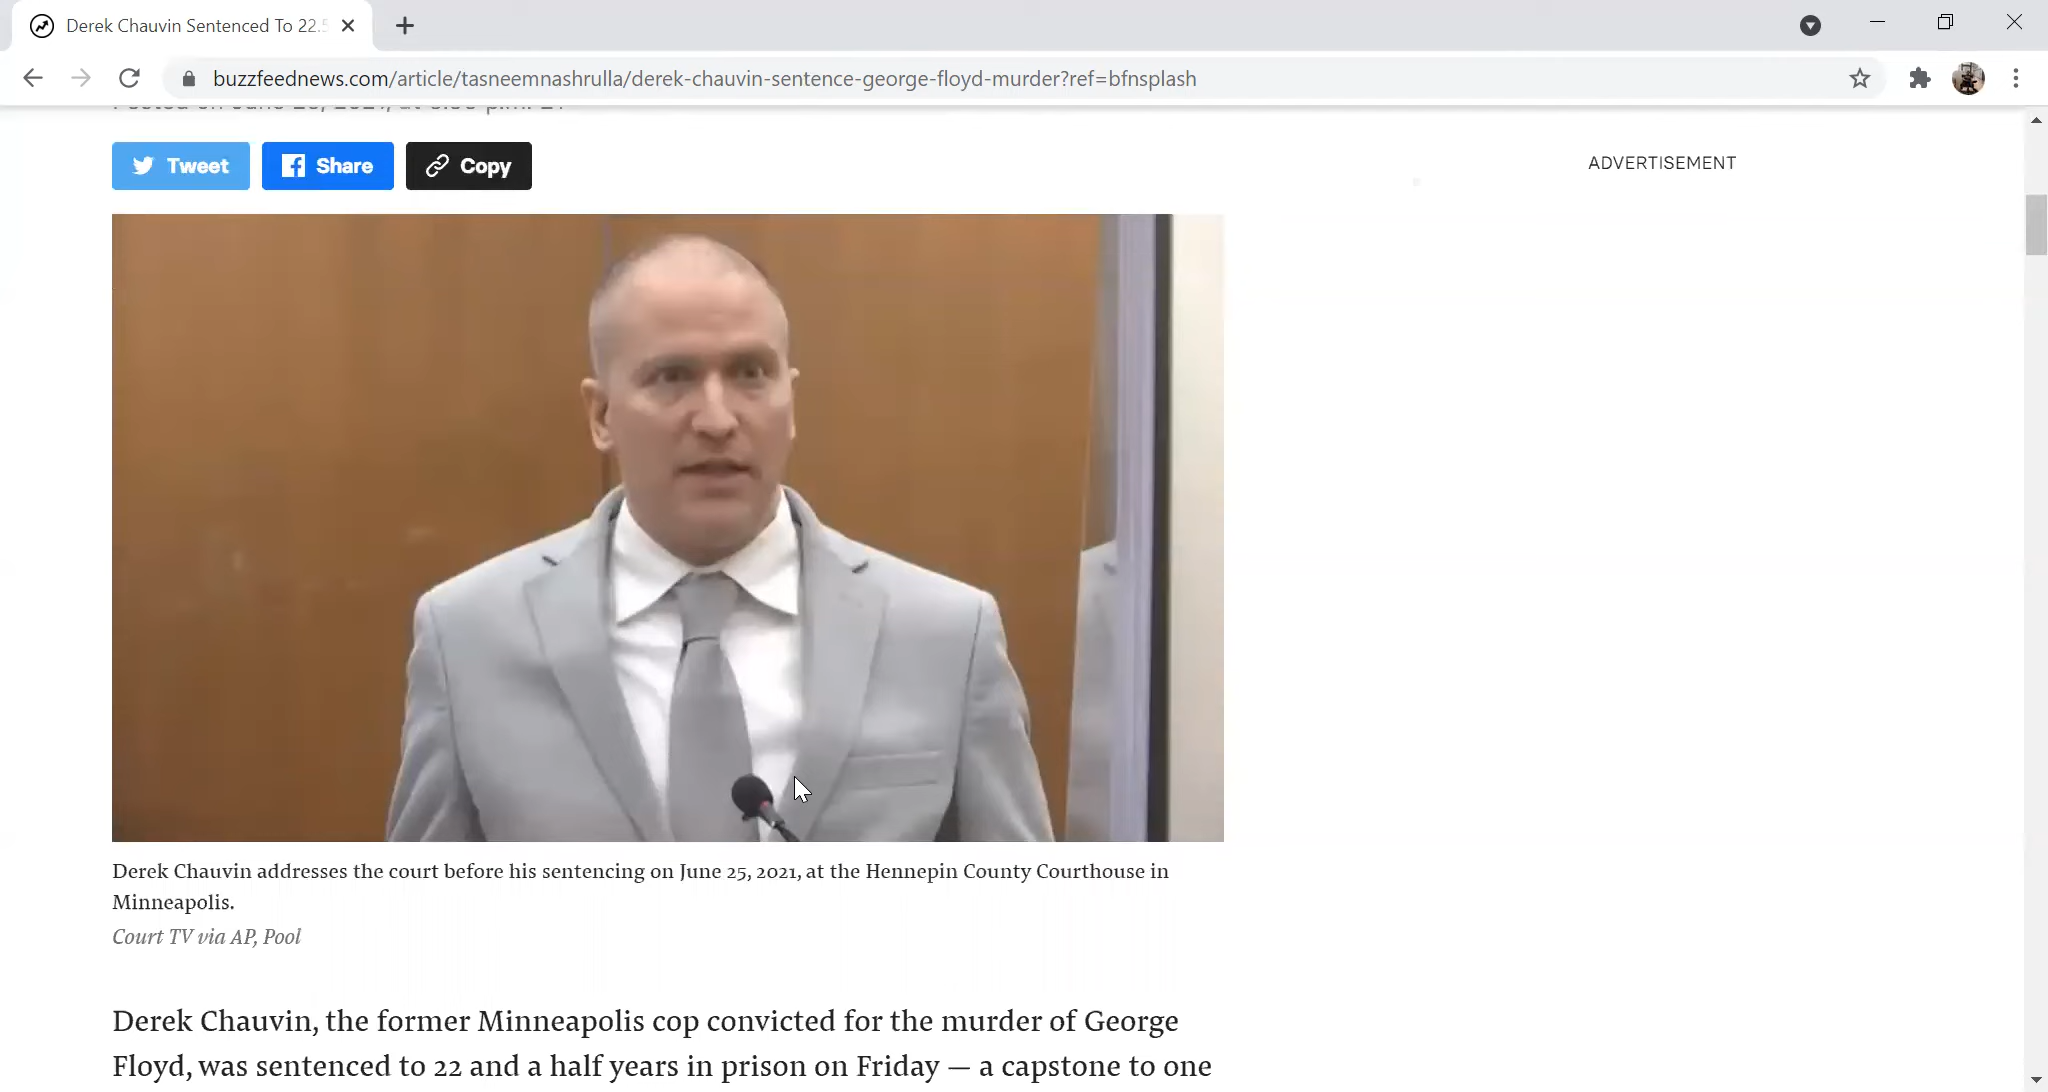 Derek Chauvin Sentenced To 22.5
buzzfeednews.com/article/tasneemnashrulla/derek-chauvin-sentence-george-floyd-murder?ref=bfnsplash
Tweet
Share
Copy
ADVERTISEMENT
Derek Chauvin addresses the court before his sentencing on June 25, 2021, at the Hennepin County Courthouse in
Minneapolis.
Court TV via AP, Pool
Derek Chauvin, the former Minneapolis cop convicted for the murder of George
Floyd, was sentenced to 22 and a half years in prison on Friday — a capstone to one